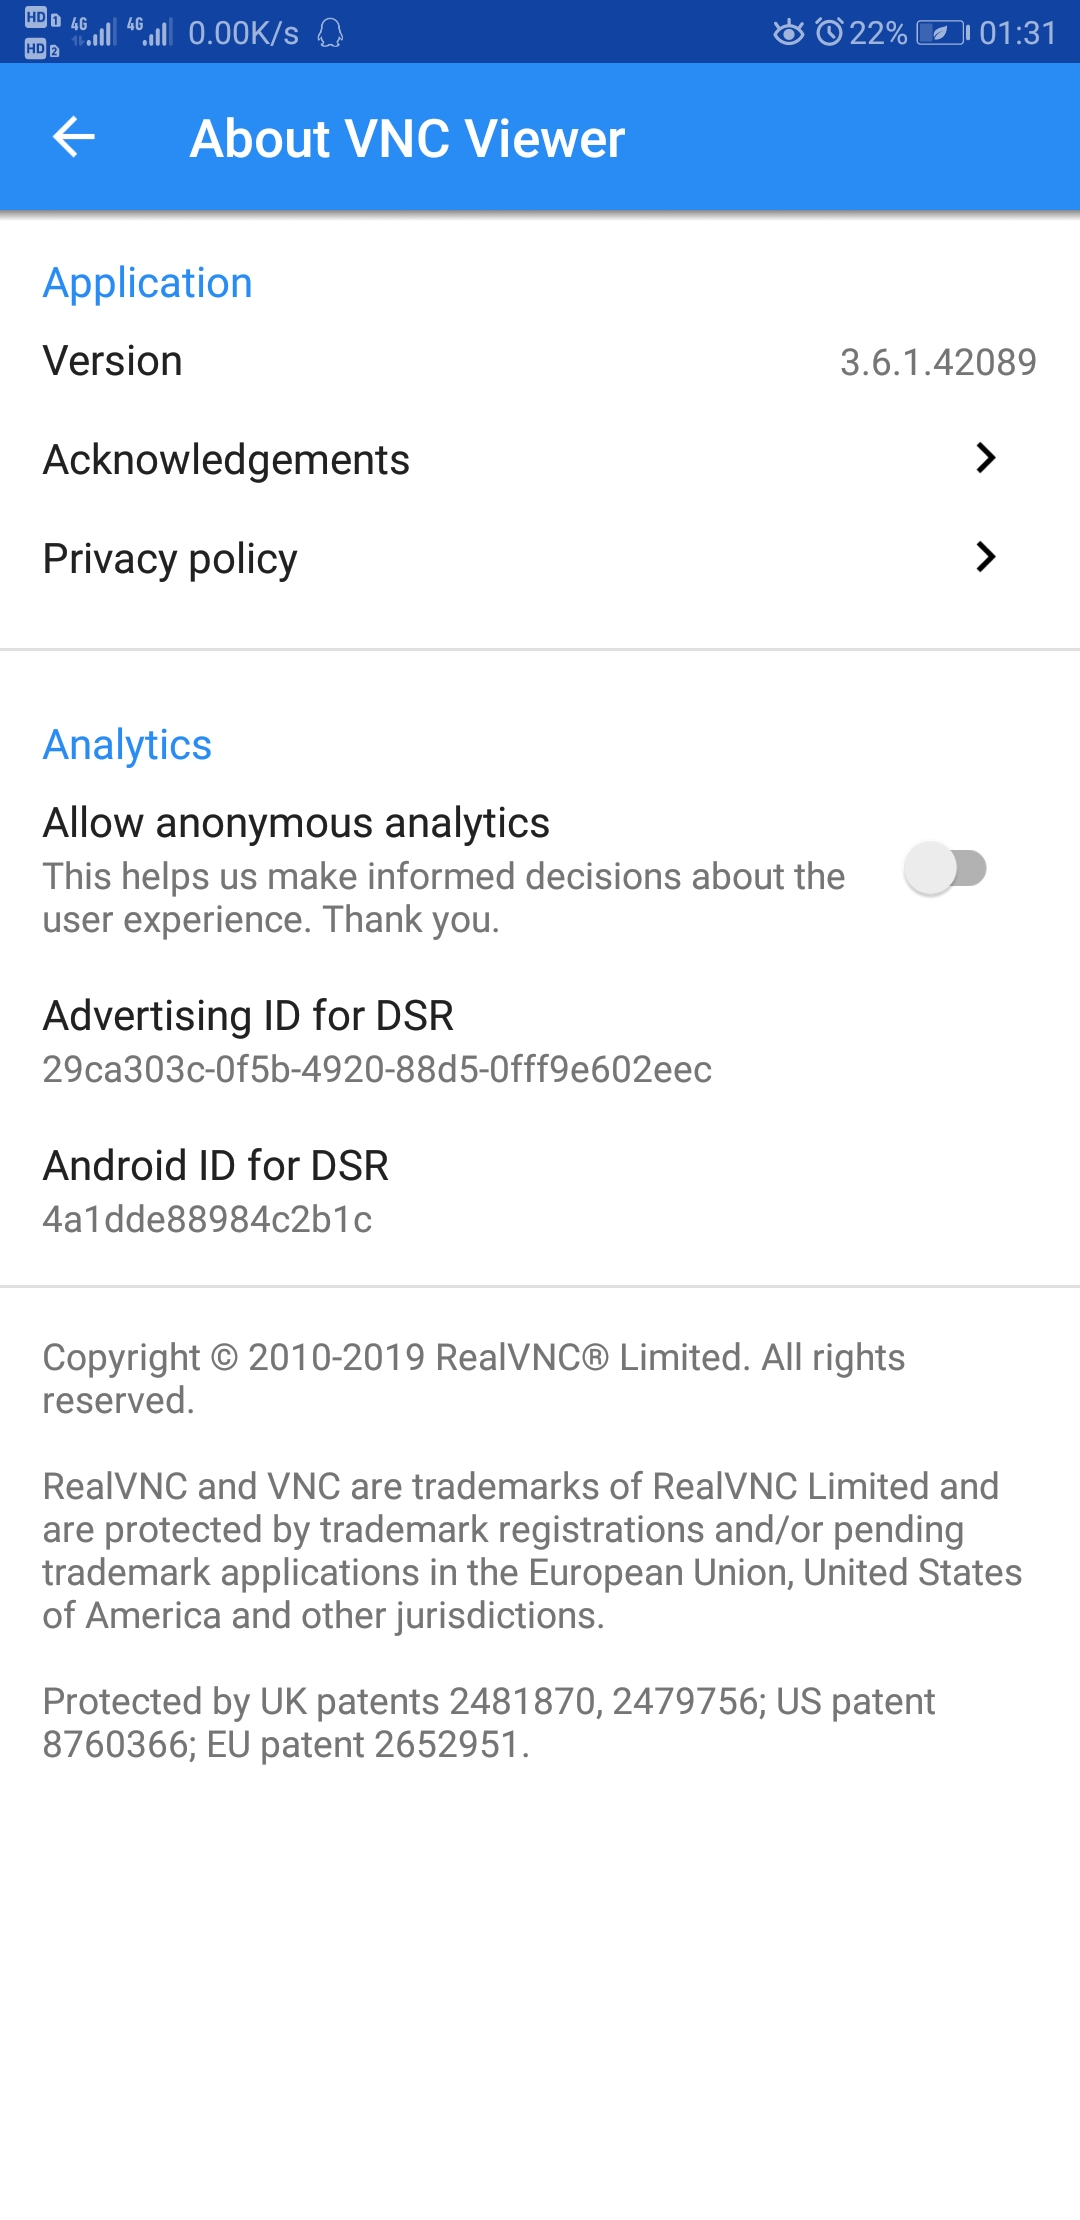 HD 1 4G 4G 0.00K/s 22% 01:31
HD 2
About VNC Viewer
Application
Version 3.6.1.42089
Acknowledgements
Privacy policy
Analytics
Allow anonymous analytics
This helps us make informed decisions about the
user experience. Thank you.
Advertising ID for DSR
29ca303c-0f5b-4920-88d5-0fff9e602eec
Android ID for DSR
4a1dde88984c2b1c
Copyright © 2010-2019 RealVNC® Limited. All rights
reserved.
RealVNC and VNC are trademarks of RealVNC Limited and
are protected by trademark registrations and/or pending
trademark applications in the European Union, United States
of America and other jurisdictions.
Protected by UK patents 2481870, 2479756; US patent
8760366; EU patent 2652951.